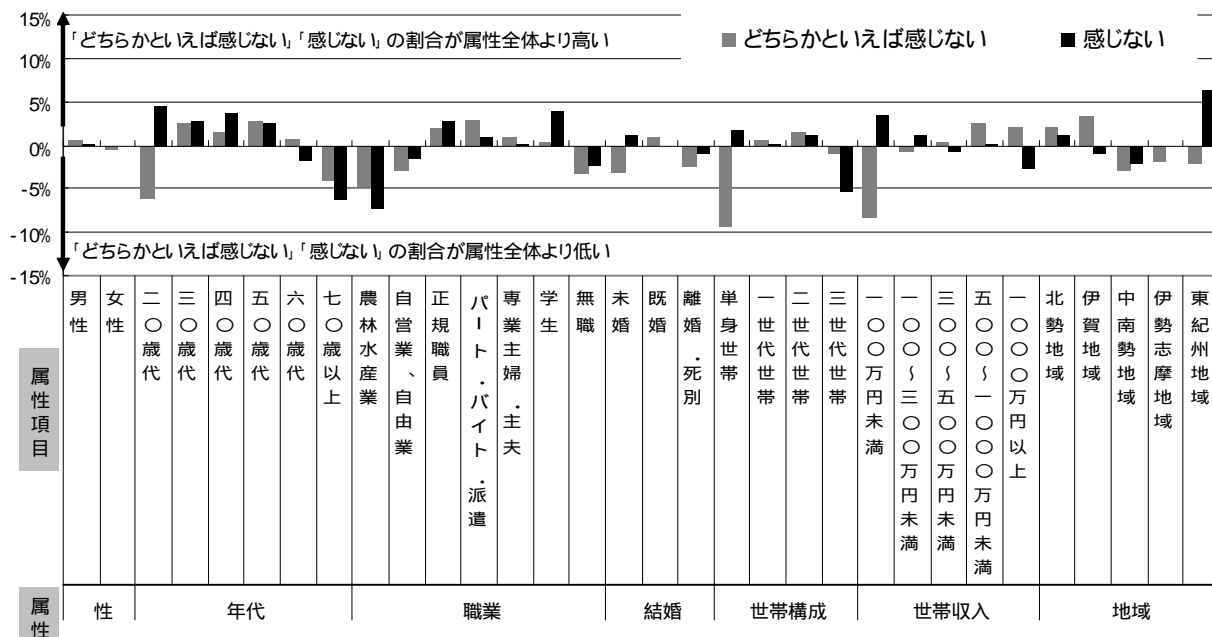 15%
「どちらかといえば感じない」「感じない」の割合が属性全体より高い
どちらかといえば感じない
感じない
10%
5%
0%
-5%
-10%
「どちらかといえば感じない」「感じない」の割合が属性全体より低い
-15%
属性項目
男性
女性
二〇歳代
三〇歳代
四〇歳代
五〇歳代
六〇歳代
七〇歳以上
農林水産業
自営業、自由業
正規職員
パート・バイト・派遣
専業主婦・主夫
学生
無職
未婚
既婚
離婚・死別
単身世帯
一世代世帯
二世代世帯
三世代世帯
一〇〇万円未満
一〇〇～三〇〇万円未満
三〇〇～五〇〇万円未満
五〇〇～一〇〇〇万円未満
一〇〇〇万円以上
北勢地域
伊賀地域
中南勢地域
伊勢志摩地域
東紀州地域
属性
性
年代
職業
結婚
世帯構成
世帯収入
地域